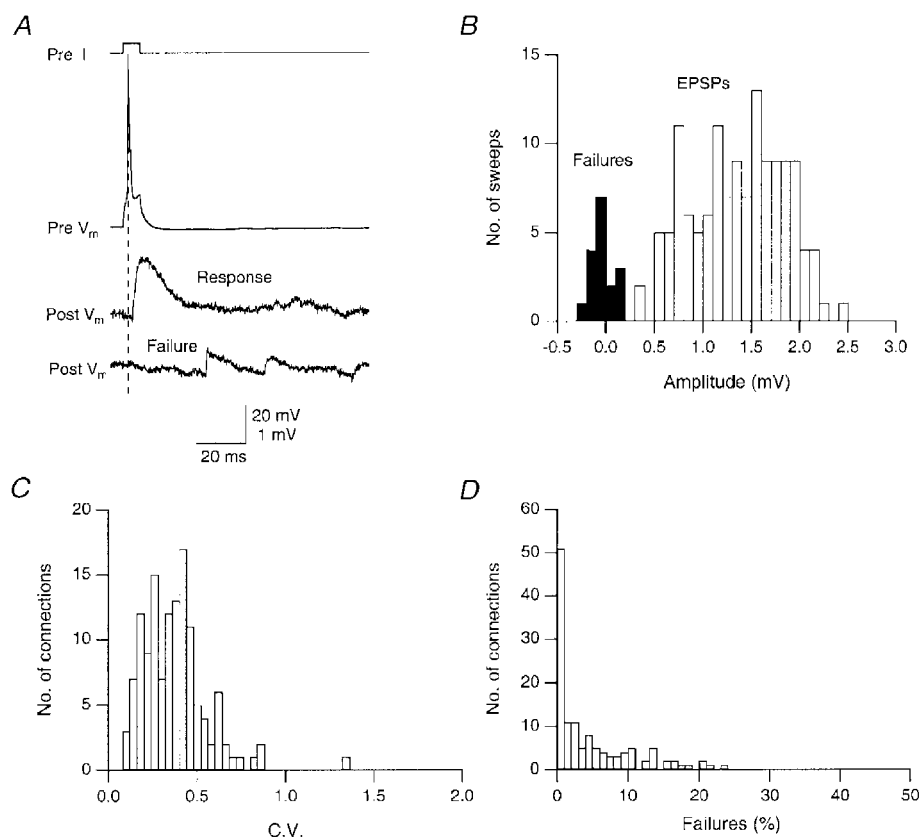 A
Pre I
Pre Vm
Response
Post Vm
Failure
Post Vm
20 mV
1 mV
20 ms
B
15
10
5
0
No. of sweeps
EPSPs
Failures
-0.5 0.0 0.5 1.0 1.5 2.0 2.5 3.0
Amplitude (mV)
C
20
15
10
5
0
No. of connections
0.0 0.5 1.0 1.5 2.0
C.V.
D
60
50
40
30
20
10
0
No. of connections
0 10 20 30 40 50
Failures (%)